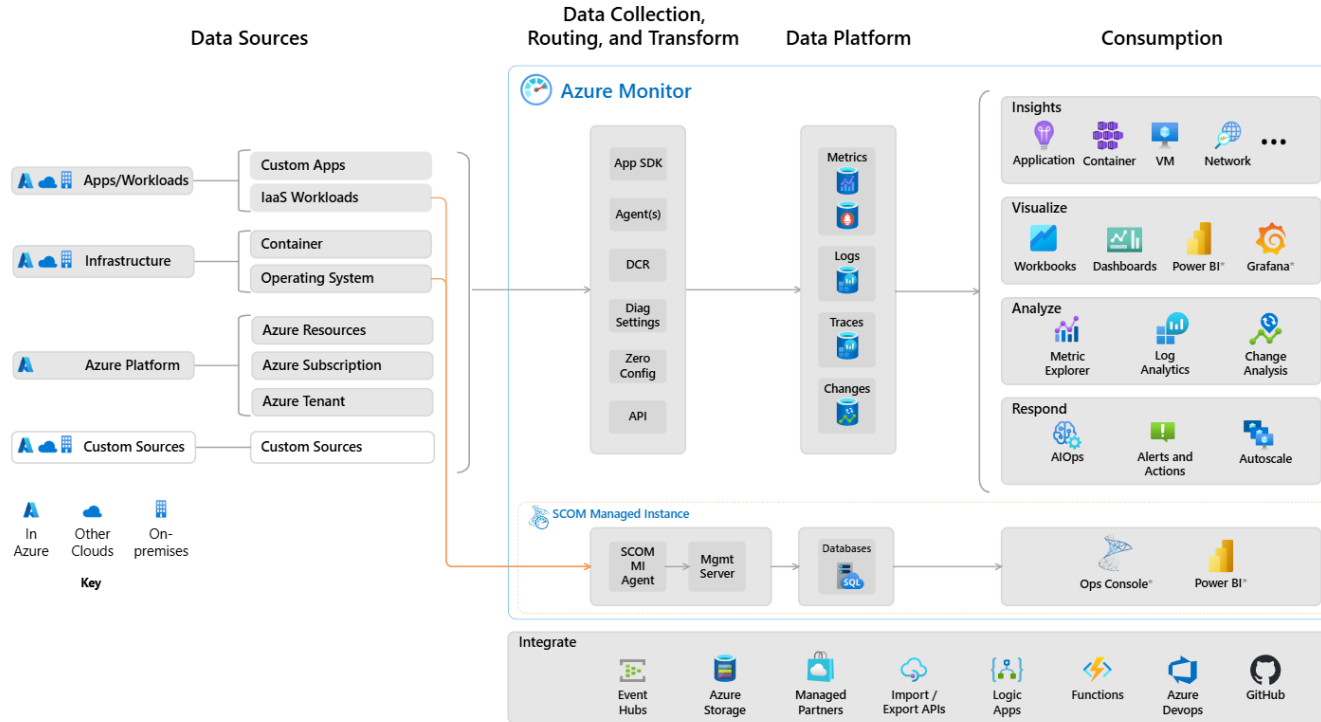 Data Sources
Data Collection,
Routing, and Transform
Data Platform
Consumption
Azure Monitor
Apps/Workloads
Custom Apps
IaaS Workloads
Infrastructure
Container
Operating System
Azure Platform
Azure Resources
Azure Subscription
Azure Tenant
Custom Sources
Custom Sources
In
Azure
Other
Clouds
On-
premises
Key
App SDK
Agent(s)
DCR
Diag
Settings
Zero
Config
API
Metrics
Logs
Traces
Changes
Insights
Application
Container
VM
Network
Visualize
Workbooks
Dashboards
Power BI*
Grafana*
Analyze
Metric
Explorer
Log
Analytics
Change
Analysis
Respond
AIOps
Alerts and
Actions
Autoscale
SCOM Managed Instance
SCOM
MI
Agent
Mgmt
Server
Databases
SQL
Ops Console*
Power BI*
Integrate
Event
Hubs
Azure
Storage
Managed
Partners
Import /
Export APIs
Logic
Apps
Functions
Azure
Devops
GitHub